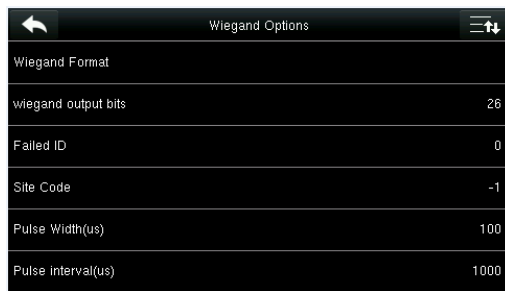 Wiegand Options
Wiegand Format
wiegand output bits 26
Failed ID 0
Site Code -1
Pulse Width(us) 100
Pulse interval(us) 1000